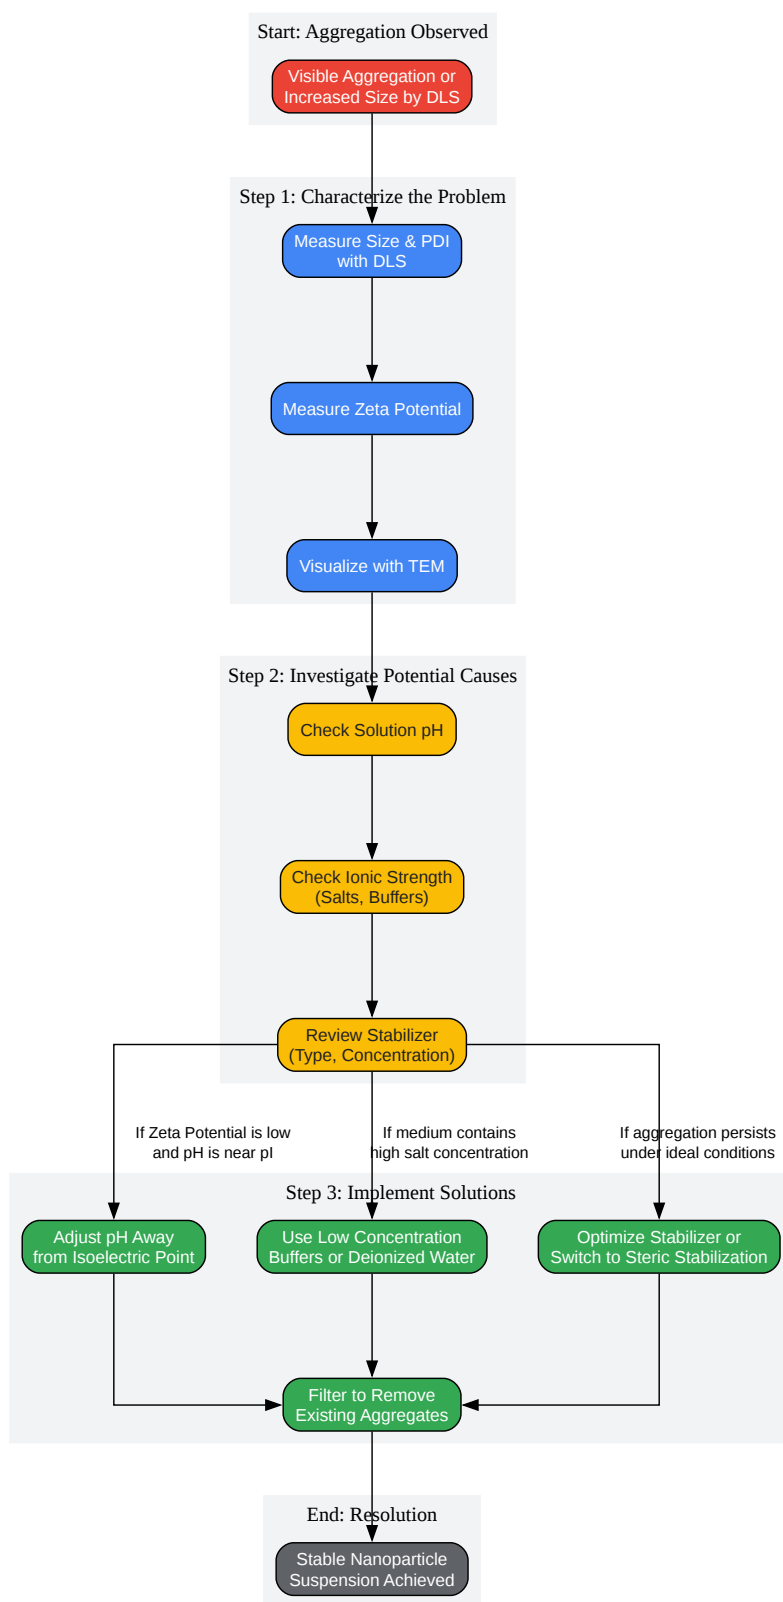 Start: Aggregation Observed
Visible Aggregation or
Increased Size by DLS
Step 1: Characterize the Problem
Measure Size & PDI
with DLS
Measure Zeta Potential
Visualize with TEM
Step 2: Investigate Potential Causes
Check Solution pH
Check Ionic Strength
(Salts, Buffers)
Review Stabilizer
(Type, Concentration)
If Zeta Potential is low
and pH is near pI
If medium contains
high salt concentration
If aggregation persists
under ideal conditions
Step 3: Implement Solutions
Adjust pH Away
from Isoelectric Point
Use Low Concentration
Buffers or Deionized Water
Optimize Stabilizer or
Switch to Steric Stabilization
Filter to Remove
Existing Aggregates
End: Resolution
Stable Nanoparticle
Suspension Achieved